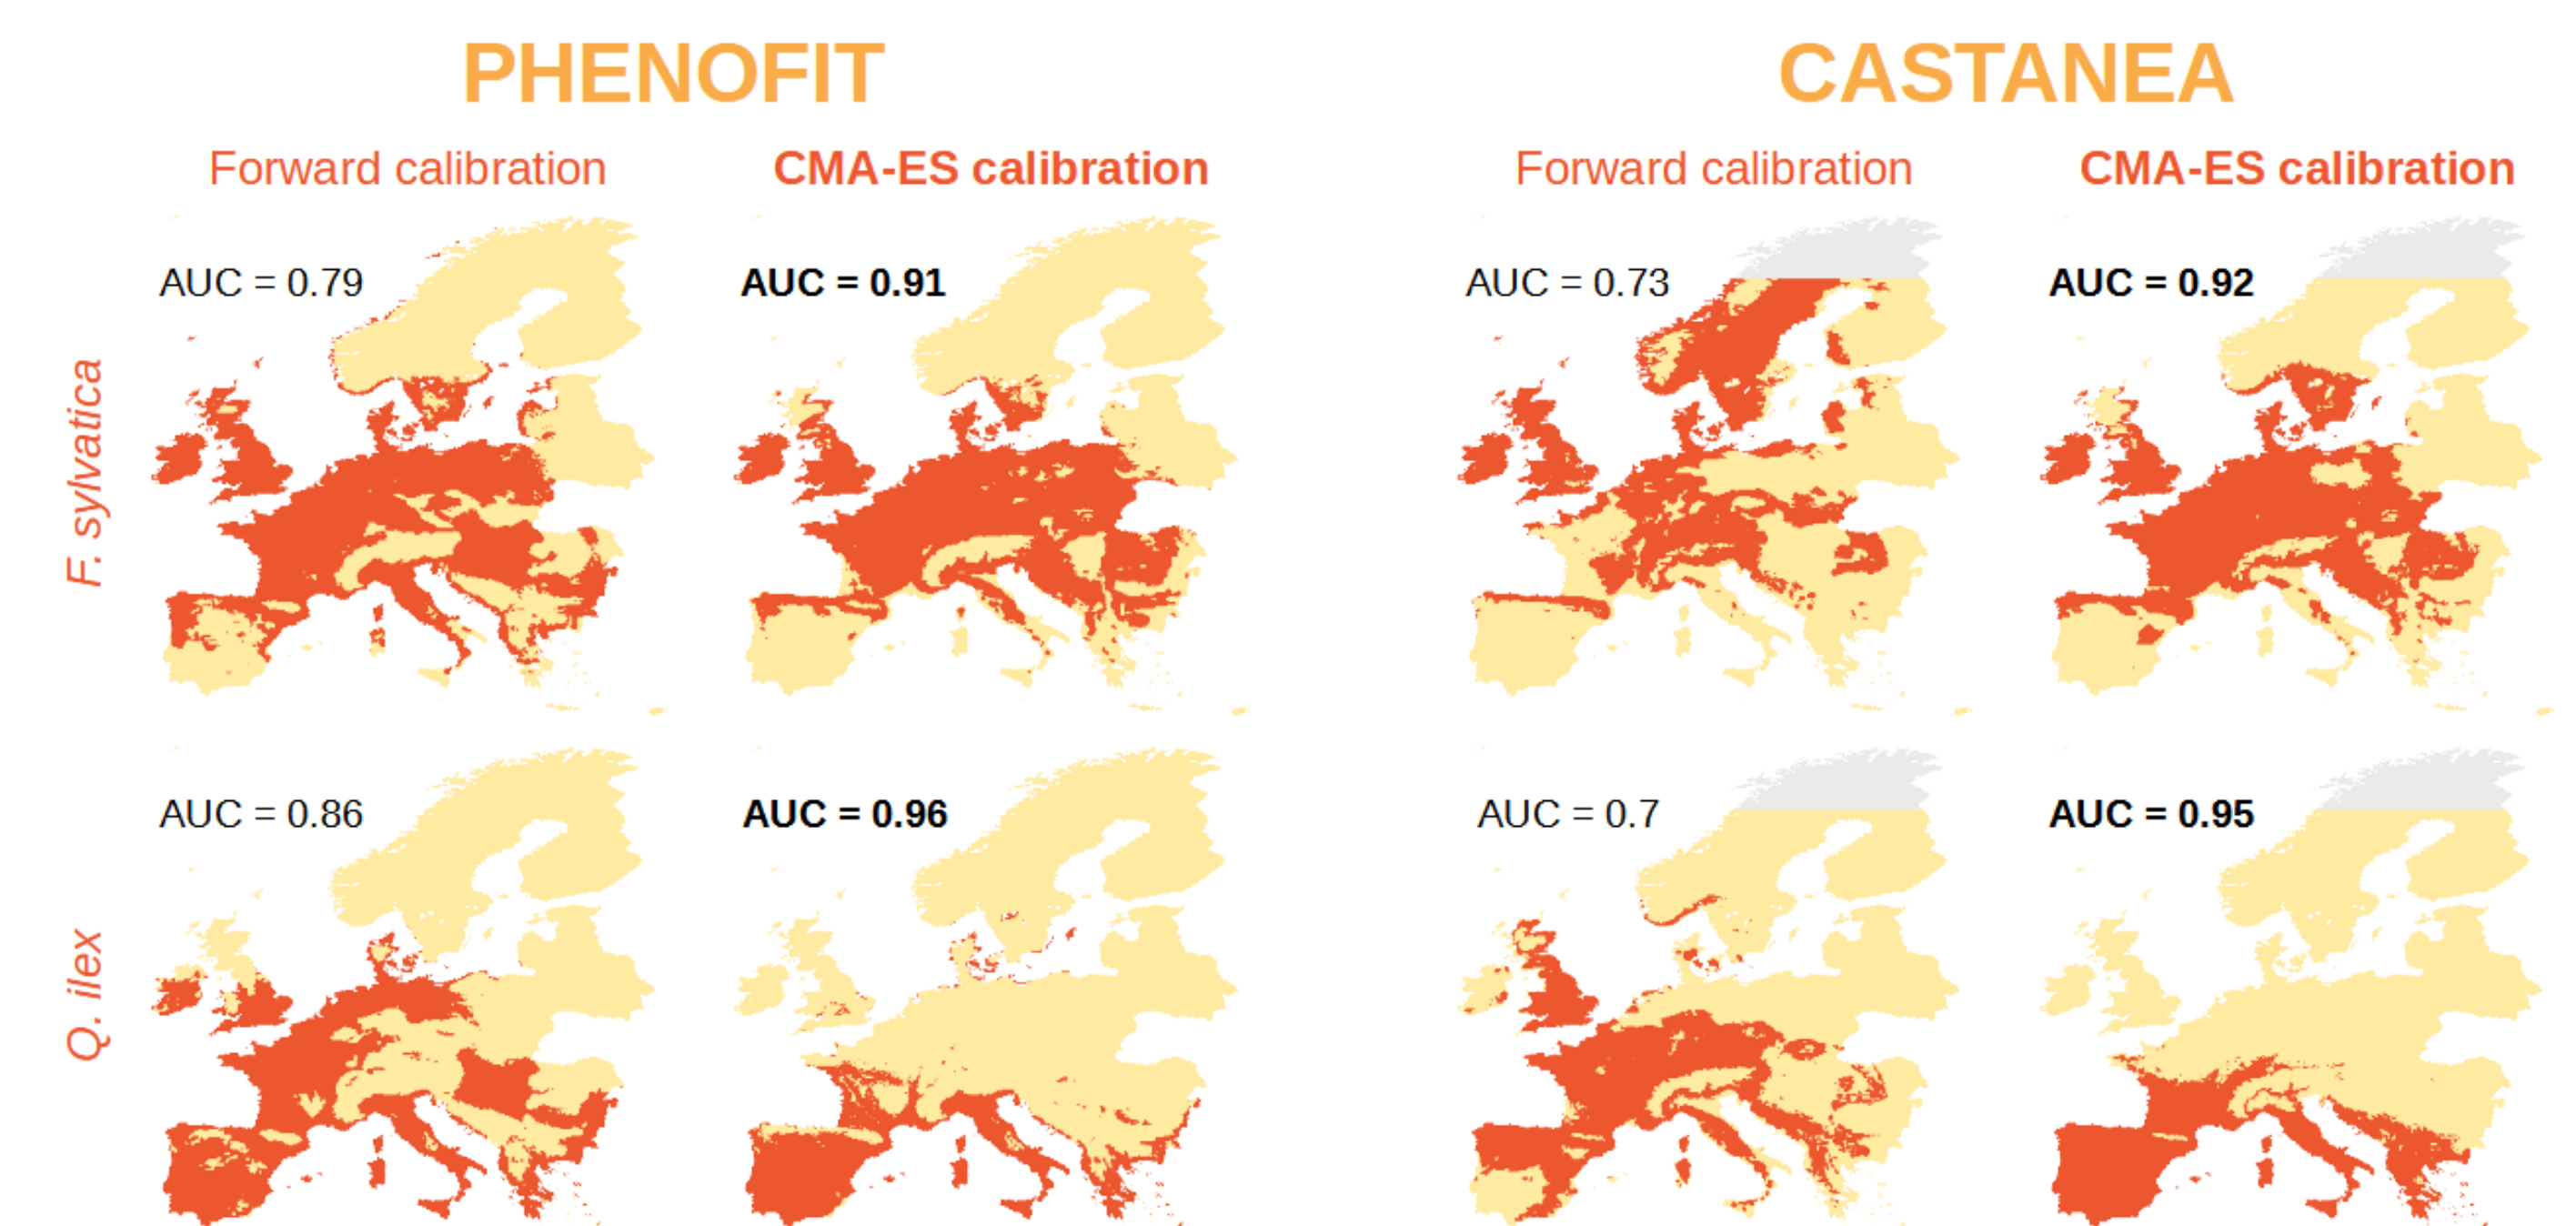 PHENOFIT
CASTANEA
Forward calibration
CMA-ES calibration
Forward calibration
CMA-ES calibration
F. sylvatica
AUC = 0.79
AUC = 0.91
AUC = 0.73
AUC = 0.92
Q. ilex
AUC = 0.86
AUC = 0.96
AUC = 0.7
AUC = 0.95